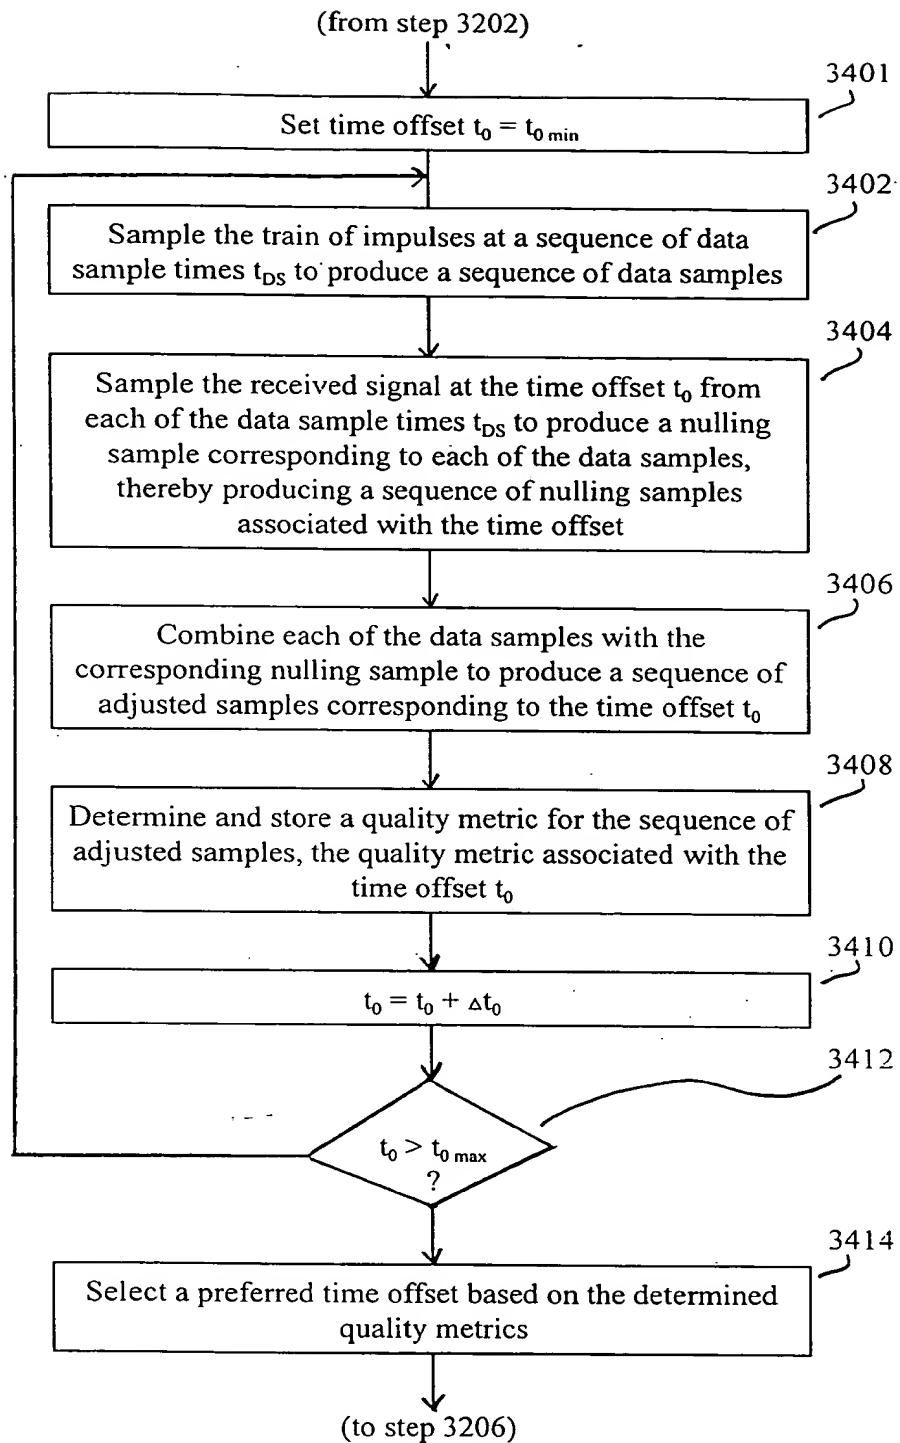 (from step 3202)
3401
Set time offset t₀ = t₀ min
3402
Sample the train of impulses at a sequence of data
sample times tDS to produce a sequence of data samples
3404
Sample the received signal at the time offset t₀ from
each of the data sample times tDS to produce a nulling
sample corresponding to each of the data samples,
thereby producing a sequence of nulling samples
associated with the time offset
3406
Combine each of the data samples with the
corresponding nulling sample to produce a sequence of
adjusted samples corresponding to the time offset t₀
3408
Determine and store a quality metric for the sequence of
adjusted samples, the quality metric associated with the
time offset t₀
3410
t₀ = t₀ + Δt₀
3412
t₀ > t₀ max
?
3414
Select a preferred time offset based on the determined
quality metrics
(to step 3206)